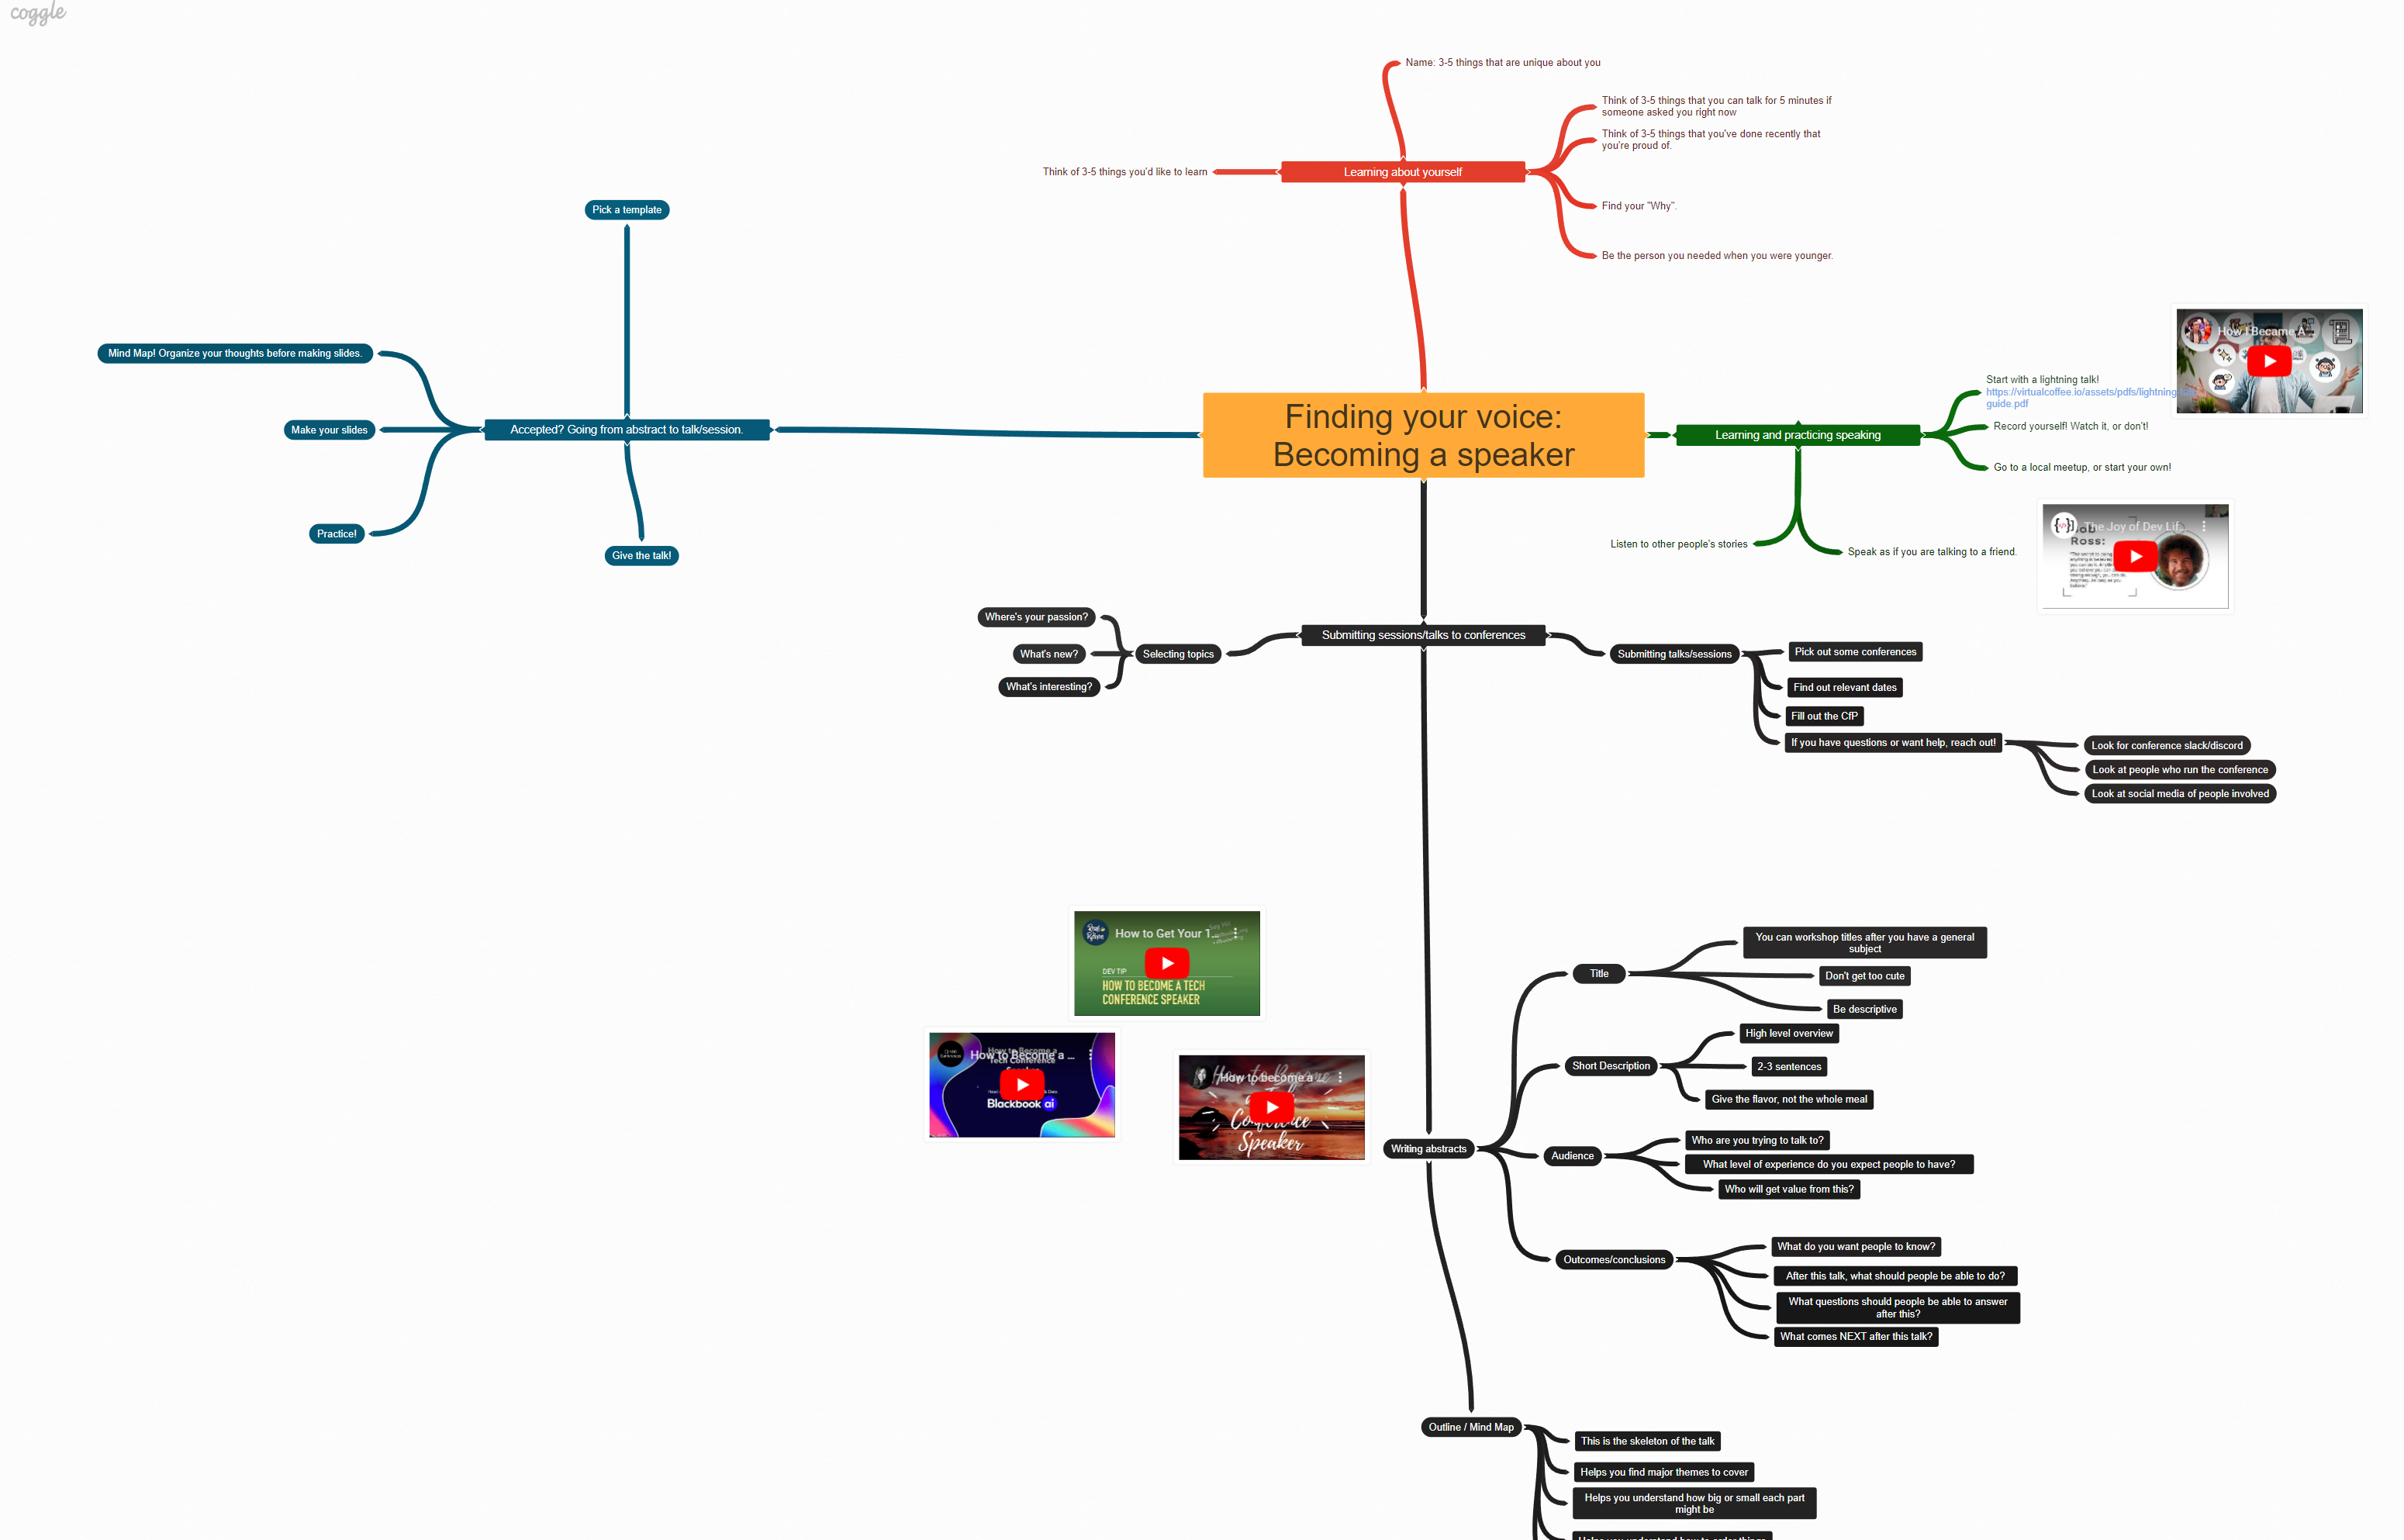 coggle
Name: 3-5 things that are unique about you
Think of 3-5 things that you can talk for 5 minutes if
someone asked you right now
Think of 3-5 things that you've done recently that
you're proud of.
Think of 3-5 things you'd like to learn
Learning about yourself
Find your "Why".
Be the person you needed when you were younger.
Pick a template
Mind Map! Organize your thoughts before making slides.
Make your slides
Accepted? Going from abstract to talk/session.
Practice!
Give the talk!
Finding your voice:
Becoming a speaker
Learning and practicing speaking
How I Became A
Start with a lightning talk!
https://virtualcoffee.io/assets/pdfs/lightning
guide.pdf
Record yourself! Watch it, or don't!
Go to a local meetup, or start your own!
Listen to other people's stories
Speak as if you are talking to a friend.
The Joy of Dev Lif...
Ross:
Submitting sessions/talks to conferences
Where's your passion?
What's new?
What's interesting?
Selecting topics
Submitting talks/sessions
Pick out some conferences
Find out relevant dates
Fill out the CfP
If you have questions or want help, reach out!
Look for conference slack/discord
Look at people who run the conference
Look at social media of people involved
How to Get Your T...
DEV TIP
HOW TO BECOME A TECH
CONFERENCE SPEAKER
How to Become a ...
Tech Conference
Blackbook ai
How to become a
Conference
Speaker
Writing abstracts
Title
You can workshop titles after you have a general
subject
Don't get too cute
Be descriptive
Short Description
High level overview
2-3 sentences
Give the flavor, not the whole meal
Audience
Who are you trying to talk to?
What level of experience do you expect people to have?
Who will get value from this?
Outcomes/conclusions
What do you want people to know?
After this talk, what should people be able to do?
What questions should people be able to answer
after this?
What comes NEXT after this talk?
Outline / Mind Map
This is the skeleton of the talk
Helps you find major themes to cover
Helps you understand how big or small each part
might be
Helps you understand how to order things